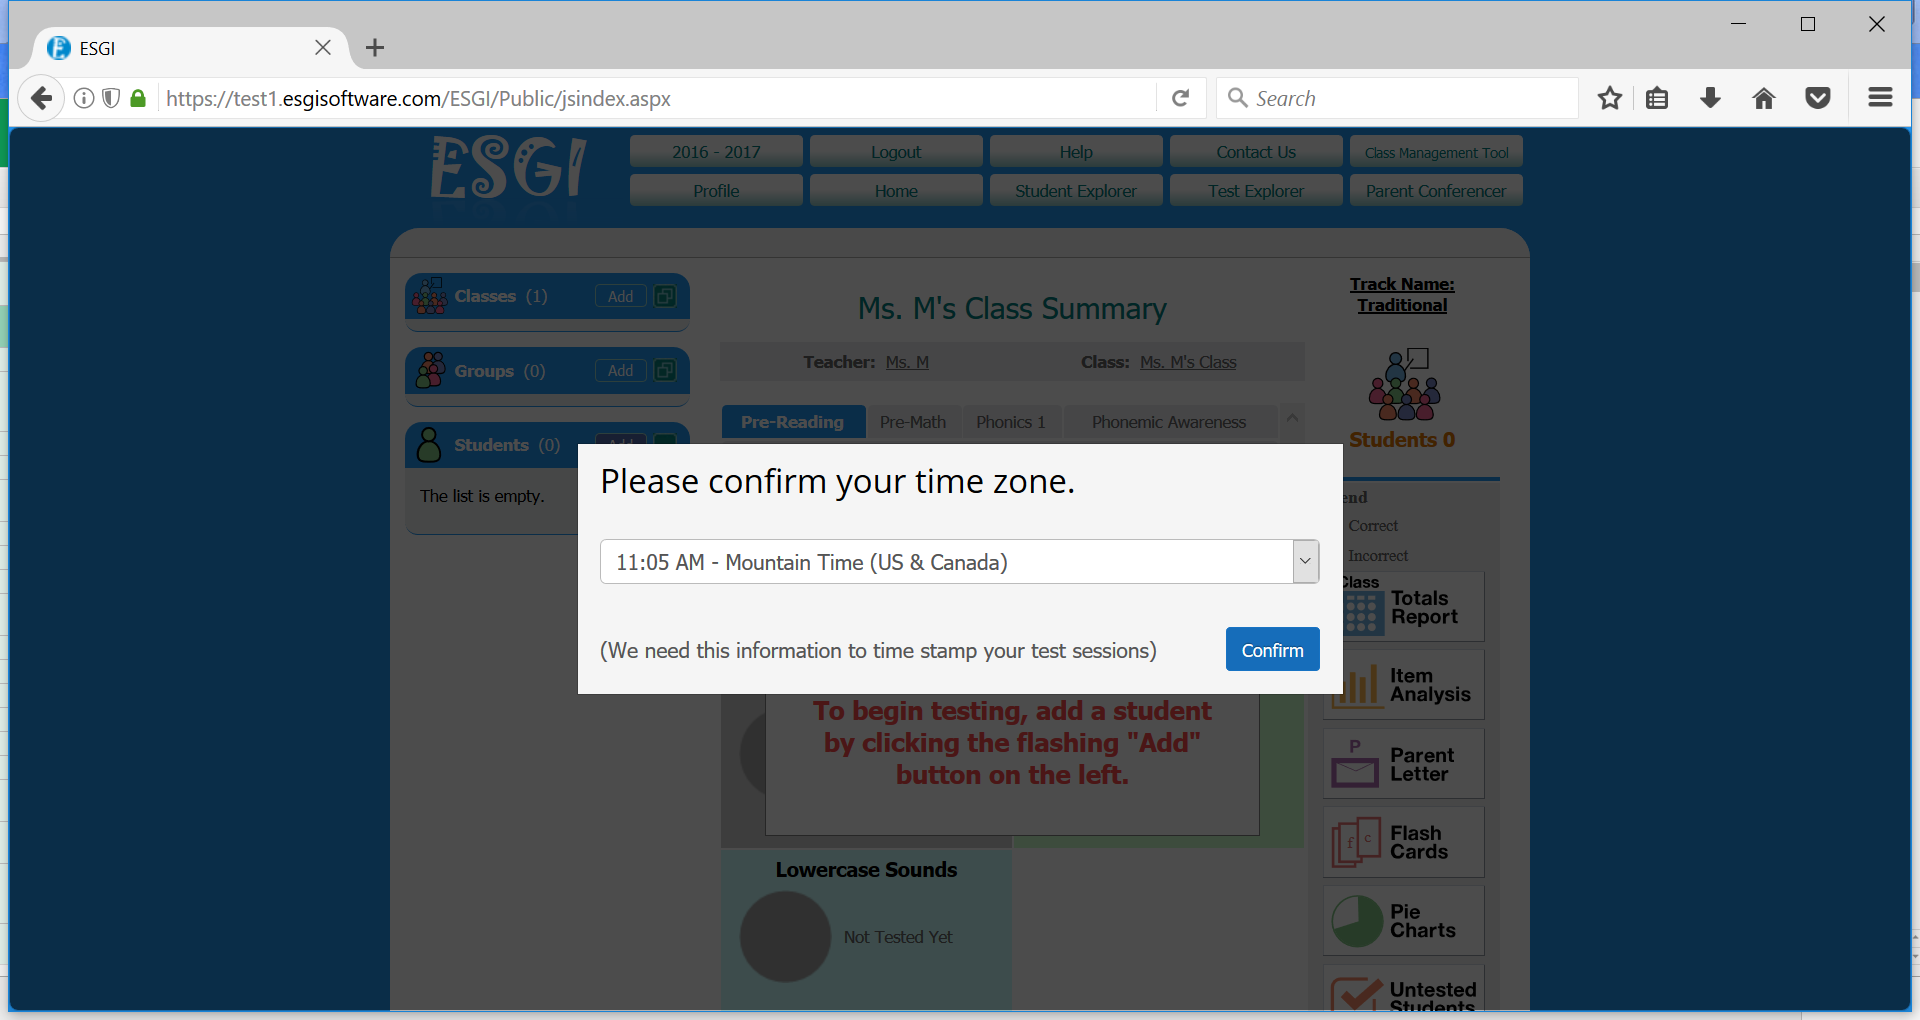 ESGI
https://test1.esgisoftware.com/ESGI/Public/jsindex.aspx
Search
ESGI
2016 - 2017
Logout
Help
Contact Us
Class Management Tool
Profile
Home
Student Explorer
Test Explorer
Parent Conferencer
Classes (1)
Add
Groups (0)
Add
Students (0)
Add
The list is empty.
Ms. M's Class Summary
Teacher: Ms. M
Class: Ms. M's Class
Pre-Reading
Pre-Math
Phonics 1
Phonemic Awareness
Track Name:
Traditional
Students 0
Please confirm your time zone.
11:05 AM - Mountain Time (US & Canada)
(We need this information to time stamp your test sessions)
Confirm
To begin testing, add a student
by clicking the flashing "Add"
button on the left.
Lowercase Sounds
Not Tested Yet
end
Correct
Incorrect
Class
Totals
Report
Item
Analysis
P
Parent
Letter
f c
Flash
Cards
Pie
Charts
Untested
Students